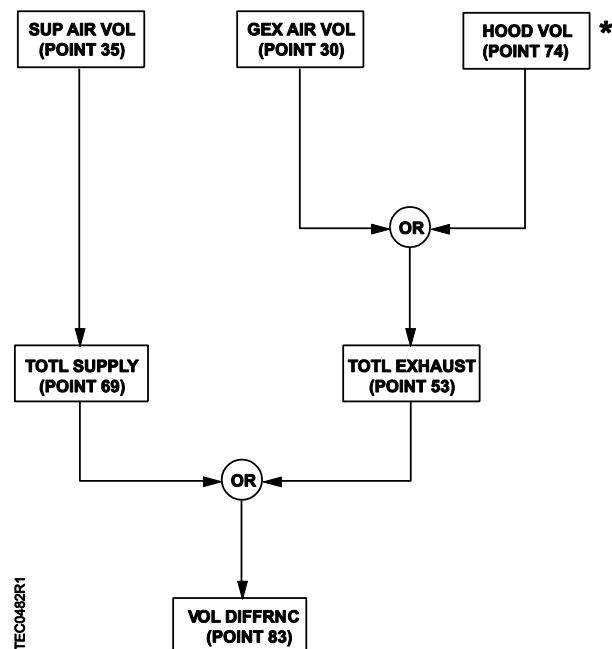 SUP AIR VOL
(POINT 35)
GEX AIR VOL
(POINT 30)
HOOD VOL
(POINT 74)
*
OR
TOTL SUPPLY
(POINT 69)
TOTL EXHAUST
(POINT 53)
OR
VOL DIFFRNC
(POINT 83)
TEC0482R1